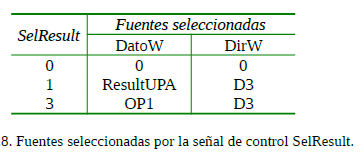 SelResult Fuentes seleccionadas
DatoW DirW
0 0 0
1 ResultUPA D3
3 OP1 D3
8. Fuentes seleccionadas por la señal de control SelResult.